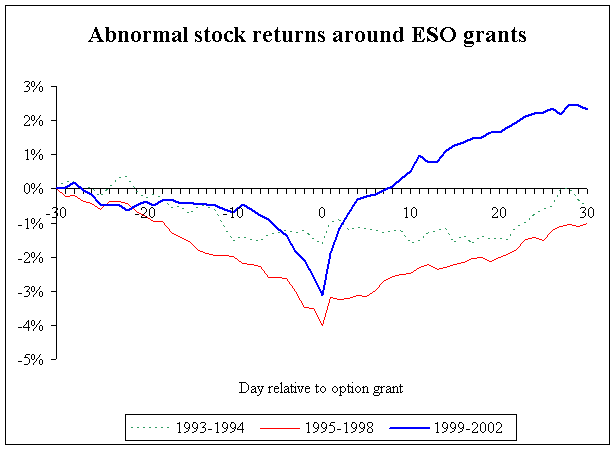 Abnormal stock returns around ESO grants
3%
2%
1%
0%
-1%
-2%
-3%
-4%
-5%
-30 -20 -10 0 10 20 30
Day relative to option grant
1993-1994 1995-1998 1999-2002